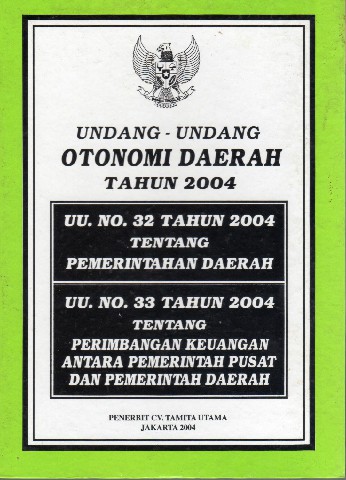 UNDANG - UNDANG
OTONOMI DAERAH
TAHUN 2004
UU. NO. 32 TAHUN 2004
TENTANG
PEMERINTAHAN DAERAH
UU. NO. 33 TAHUN 2004
TENTANG
PERIMBANGAN KEUANGAN
ANTARA PEMERINTAH PUSAT
DAN PEMERINTAH DAERAH
PENERBIT CV. TAMITA UTAMA
JAKARTA 2004